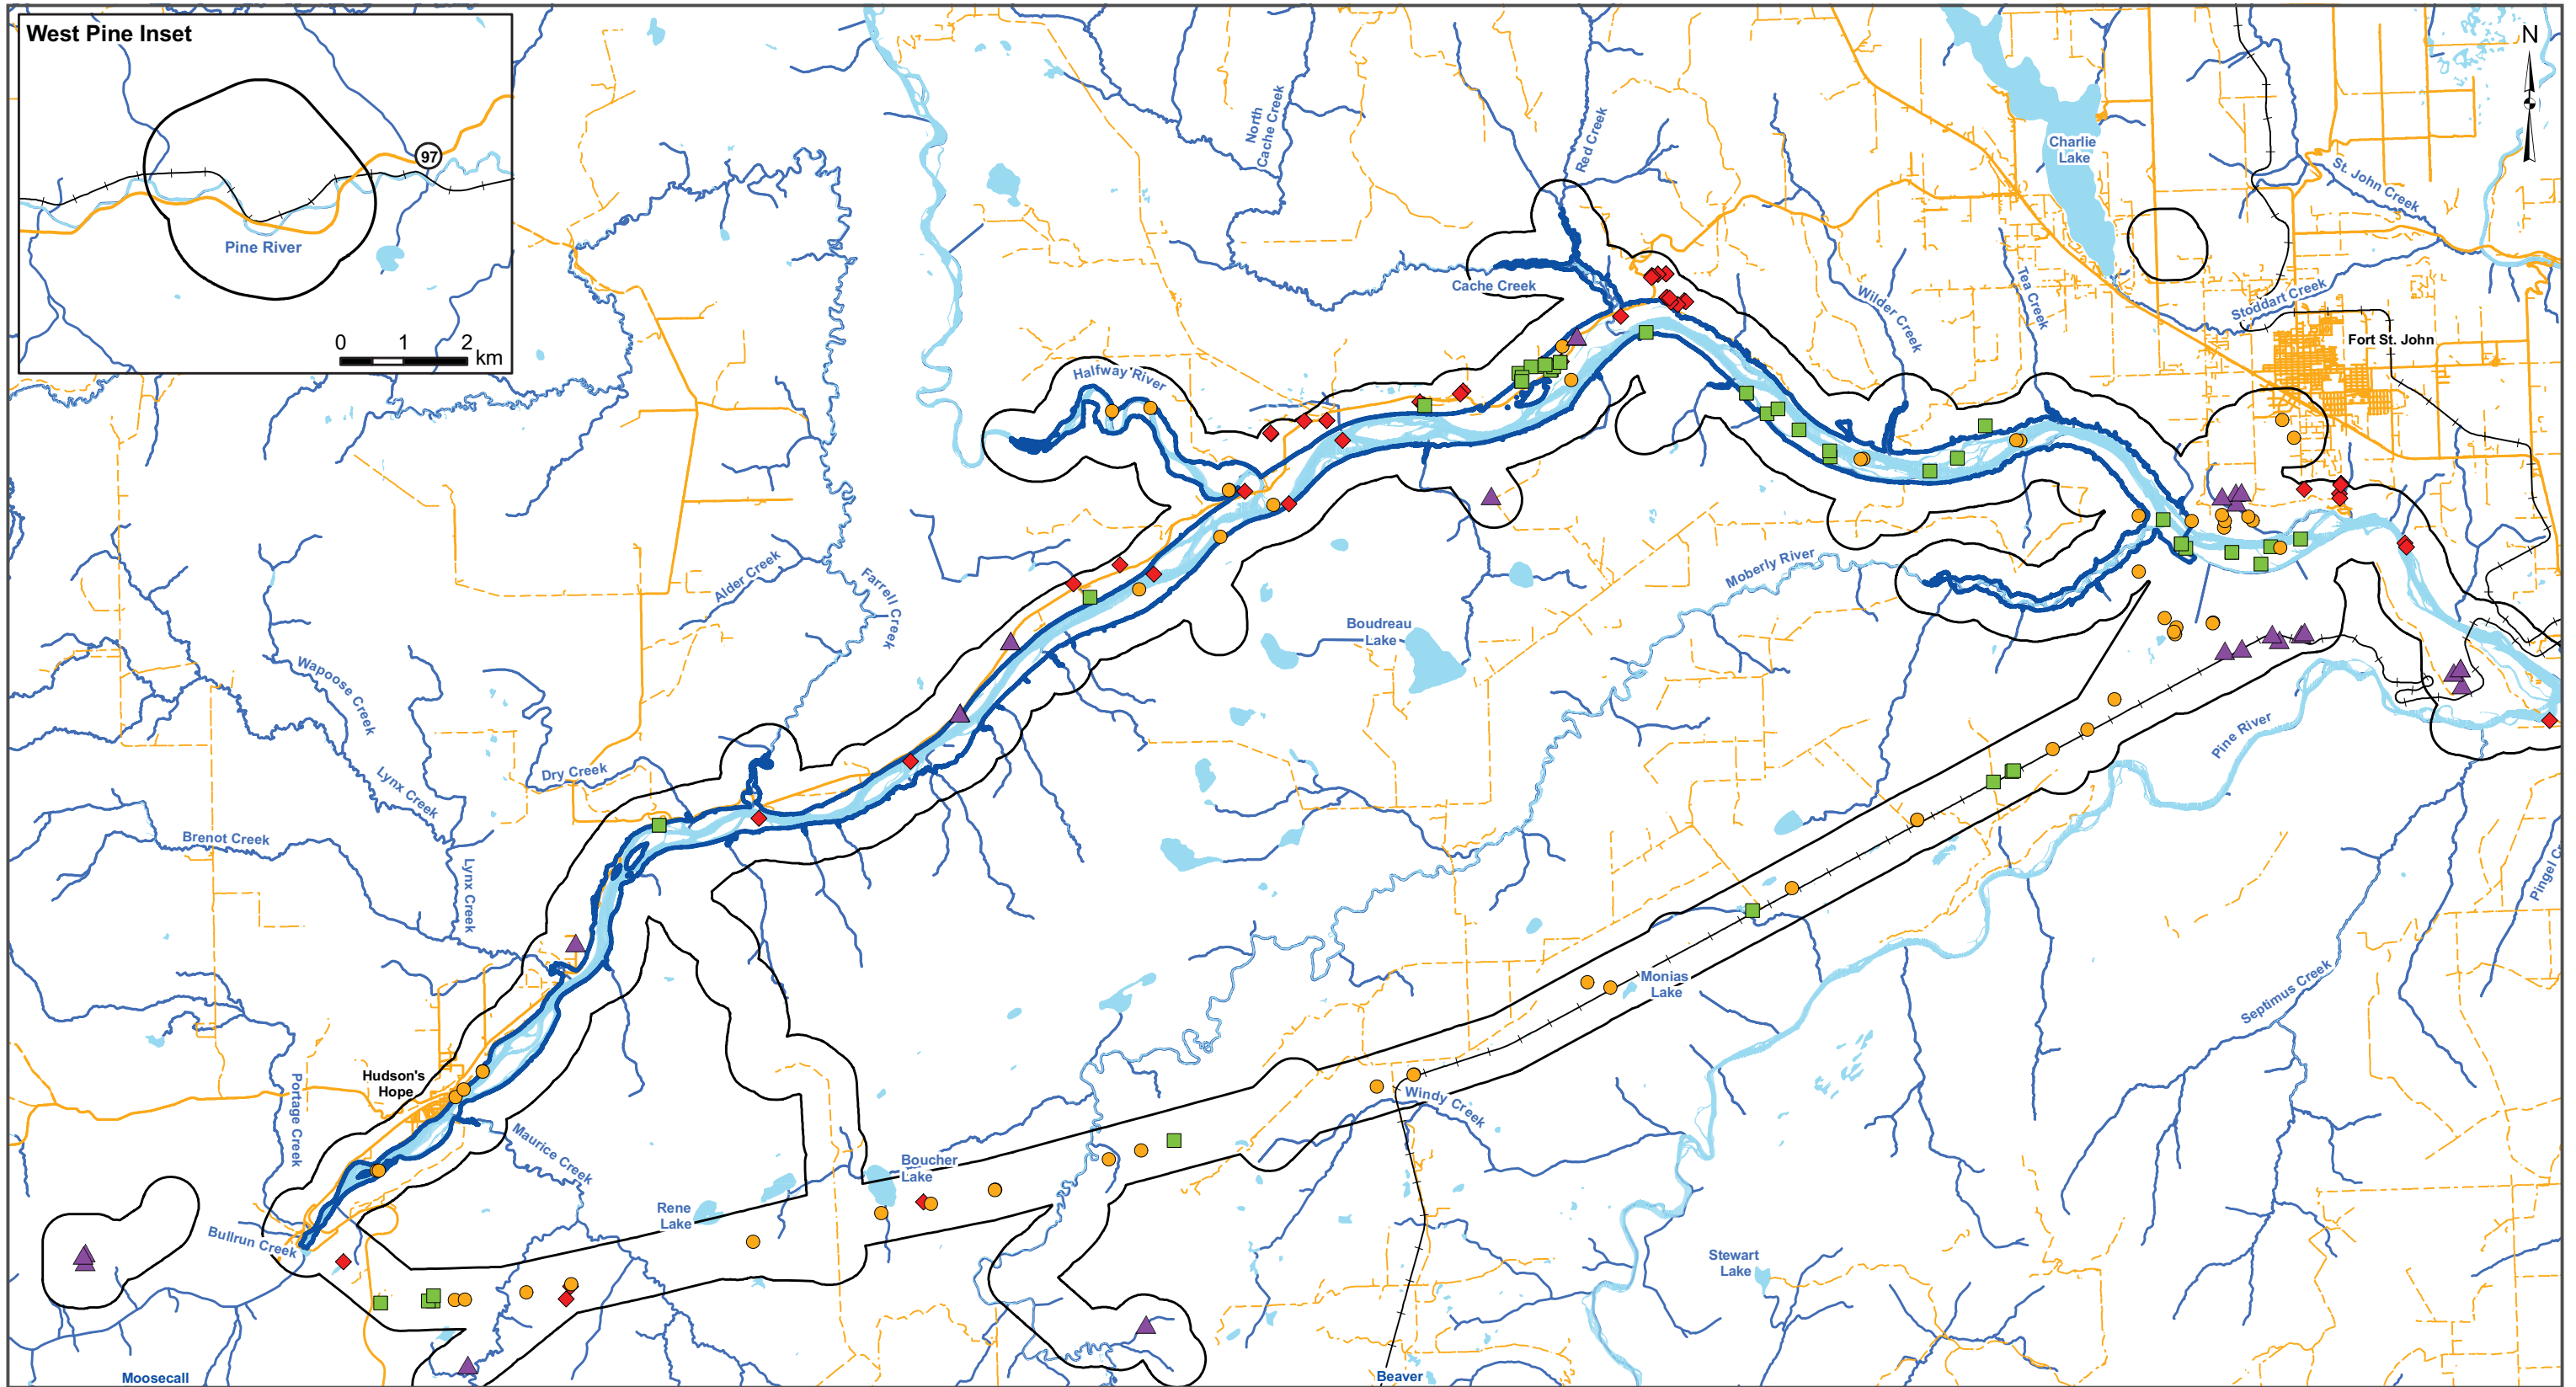 West Pine Inset
97
Pine River
0 1 2 km
N
North
Cache Creek
Red Creek
Charlie
Lake
St. John Creek
Cache Creek
Wilder Creek
Tea Creek
Stoddart Creek
Fort St. John
Halfway River
Alder Creek
Farrell Creek
Moberly River
Boudreau
Lake
Wapoose Creek
Lynx Creek
Dry Creek
Pine River
Brenot Creek
Lynx Creek
Monias
Lake
Septimus Creek
Hudson's
Hope
Portage Creek
Maurice Creek
Windy Creek
Boucher
Lake
Rene
Lake
Bullrun Creek
Stewart
Lake
Moosecall
Beaver